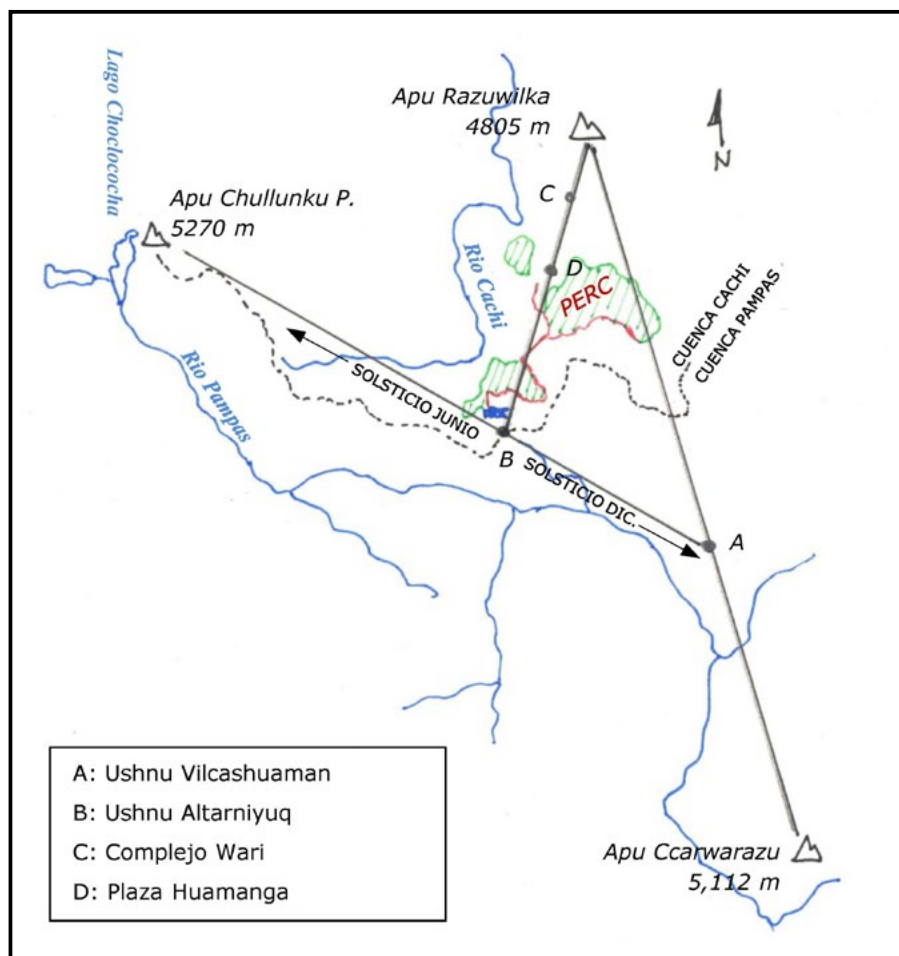 Lago Choclococha
Apu Razuwilka
4805 m
N
Apu Chullunku P.
5270 m
C
D
PERC
Rio Cachi
CUENCA CACHI
CUENCA PAMPAS
Rio Pampas
SOLSTICIO JUNIO
B
SOLSTICIO DIC.
A
Apu Ccarwarazu
5,112 m
A: Ushnu Vilcashuaman
B: Ushnu Altarniyuq
C: Complejo Wari
D: Plaza Huamanga